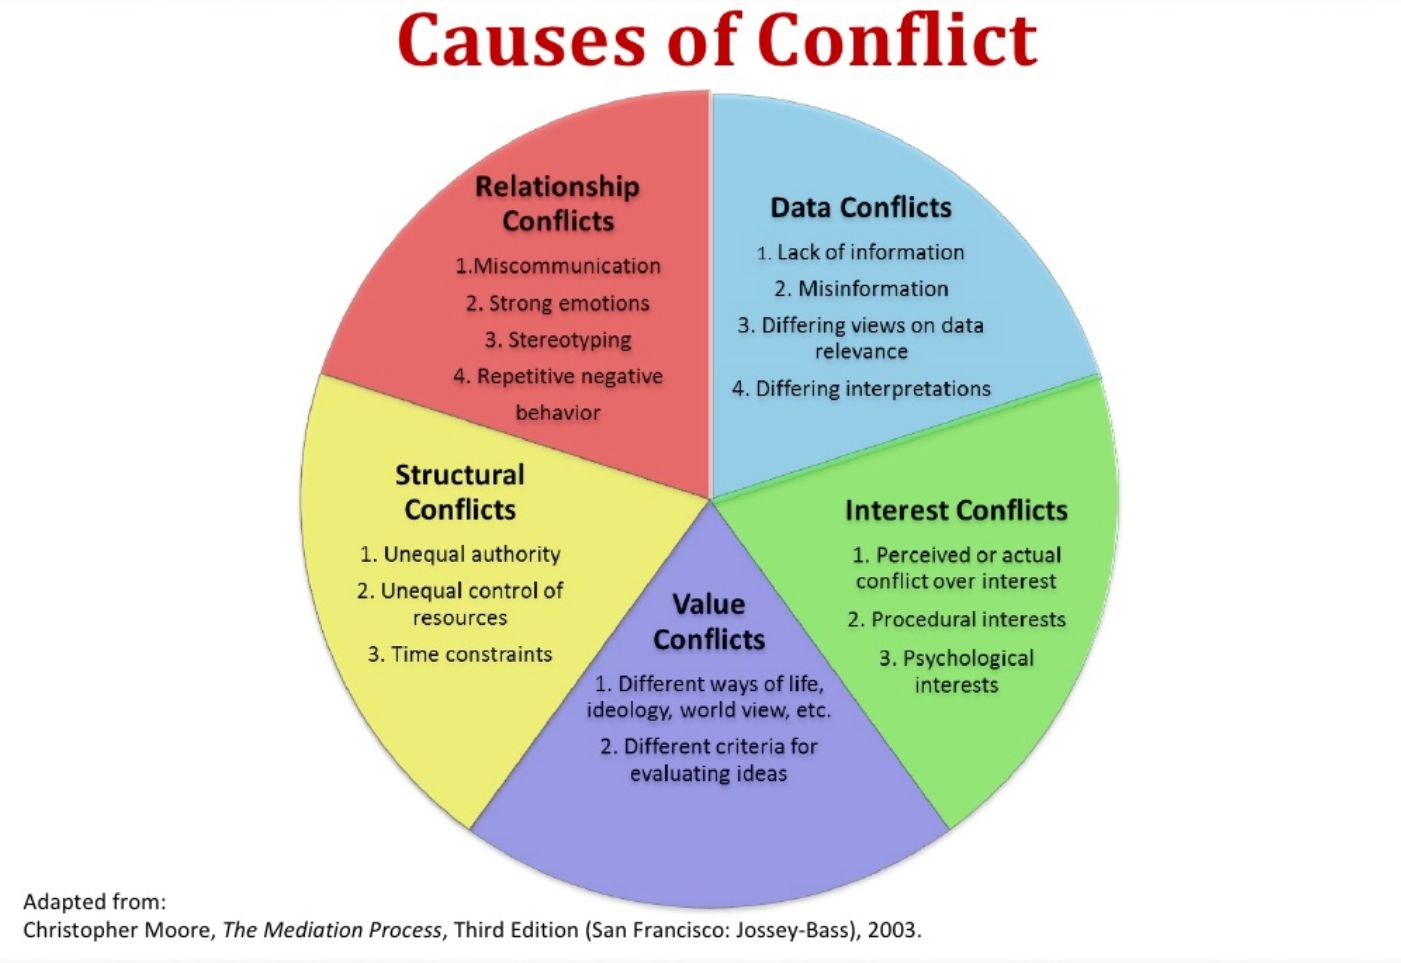 Causes of Conflict
Relationship
Conflicts
1.Miscommunication
2. Strong emotions
3. Stereotyping
4. Repetitive negative
behavior
Data Conflicts
1. Lack of information
2. Misinformation
3. Differing views on data
relevance
4. Differing interpretations
Structural
Conflicts
1. Unequal authority
2. Unequal control of
resources
3. Time constraints
Interest Conflicts
1. Perceived or actual
conflict over interest
2. Procedural interests
3. Psychological
interests
Value
Conflicts
1. Different ways of life,
ideology, world view, etc.
2. Different criteria for
evaluating ideas
Adapted from:
Christopher Moore, The Mediation Process, Third Edition (San Francisco: Jossey-Bass), 2003.